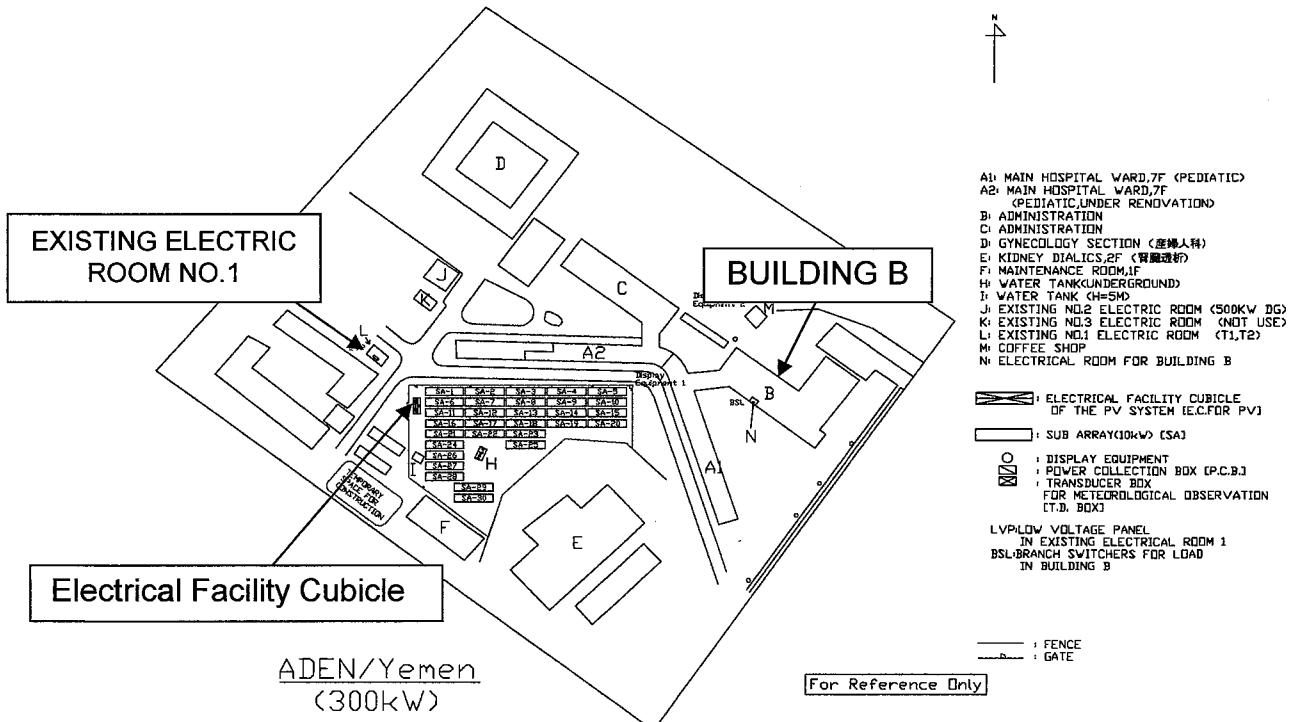 N
D
EXISTING ELECTRIC
ROOM NO.1
BUILDING B
J
K
L
C
M
A2
Display
Equipment 1
B
BSL
N
SA-1 SA-2 SA-3 SA-4 SA-5
SA-6 SA-7 SA-8 SA-9 SA-10
SA-11 SA-12 SA-13 SA-14 SA-15
SA-16 SA-17 SA-18 SA-19 SA-20
SA-21 SA-22 SA-23
SA-24 SA-25
SA-26
SA-27
SA-28
SA-29
SA-30
H
I
A1
TEMPORARY
SPACE FOR
CONSTRUCTION
F
E
Electrical Facility Cubicle
ADEN/Yemen
(300kW)
For Reference Only
A1: MAIN HOSPITAL WARD,7F (PEDIATIC)
A2: MAIN HOSPITAL WARD,7F
(PEDIATIC,UNDER RENOVATION)
B: ADMINISTRATION
C: ADMINISTRATION
D: GYNECOLOGY SECTION (産婦人科)
E: KIDNEY DIALICS,2F (腎臓透析)
F: MAINTENANCE ROOM,1F
H: WATER TANK(UNDERGROUND)
I: WATER TANK (H=5M)
J: EXISTING NO.2 ELECTRIC ROOM (500KW DG)
K: EXISTING NO.3 ELECTRIC ROOM (NOT USE)
L: EXISTING NO.1 ELECTRIC ROOM (T1,T2)
M: COFFEE SHOP
N: ELECTRICAL ROOM FOR BUILDING B
: ELECTRICAL FACILITY CUBICLE
OF THE PV SYSTEM [E.C.FOR PV]
: SUB ARRAY(10kW) [SA]
: DISPLAY EQUIPMENT
: POWER COLLECTION BOX [P.C.B.]
: TRANSDUCER BOX
FOR METEOROLOGICAL OBSERVATION
[T.D. BOX]
LVP:LOW VOLTAGE PANEL
IN EXISTING ELECTRICAL ROOM 1
BSL:BRANCH SWITCHERS FOR LOAD
IN BUILDING B
: FENCE
: GATE